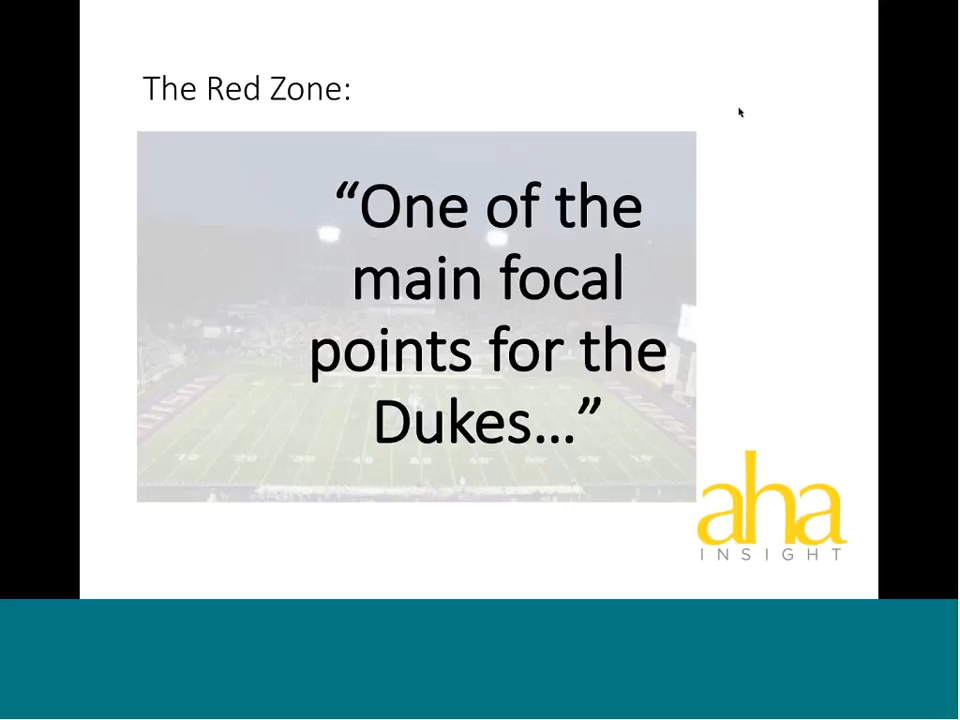 The Red Zone:
“One of the
main focal
points for the
Dukes...”
aha
INSIGHT